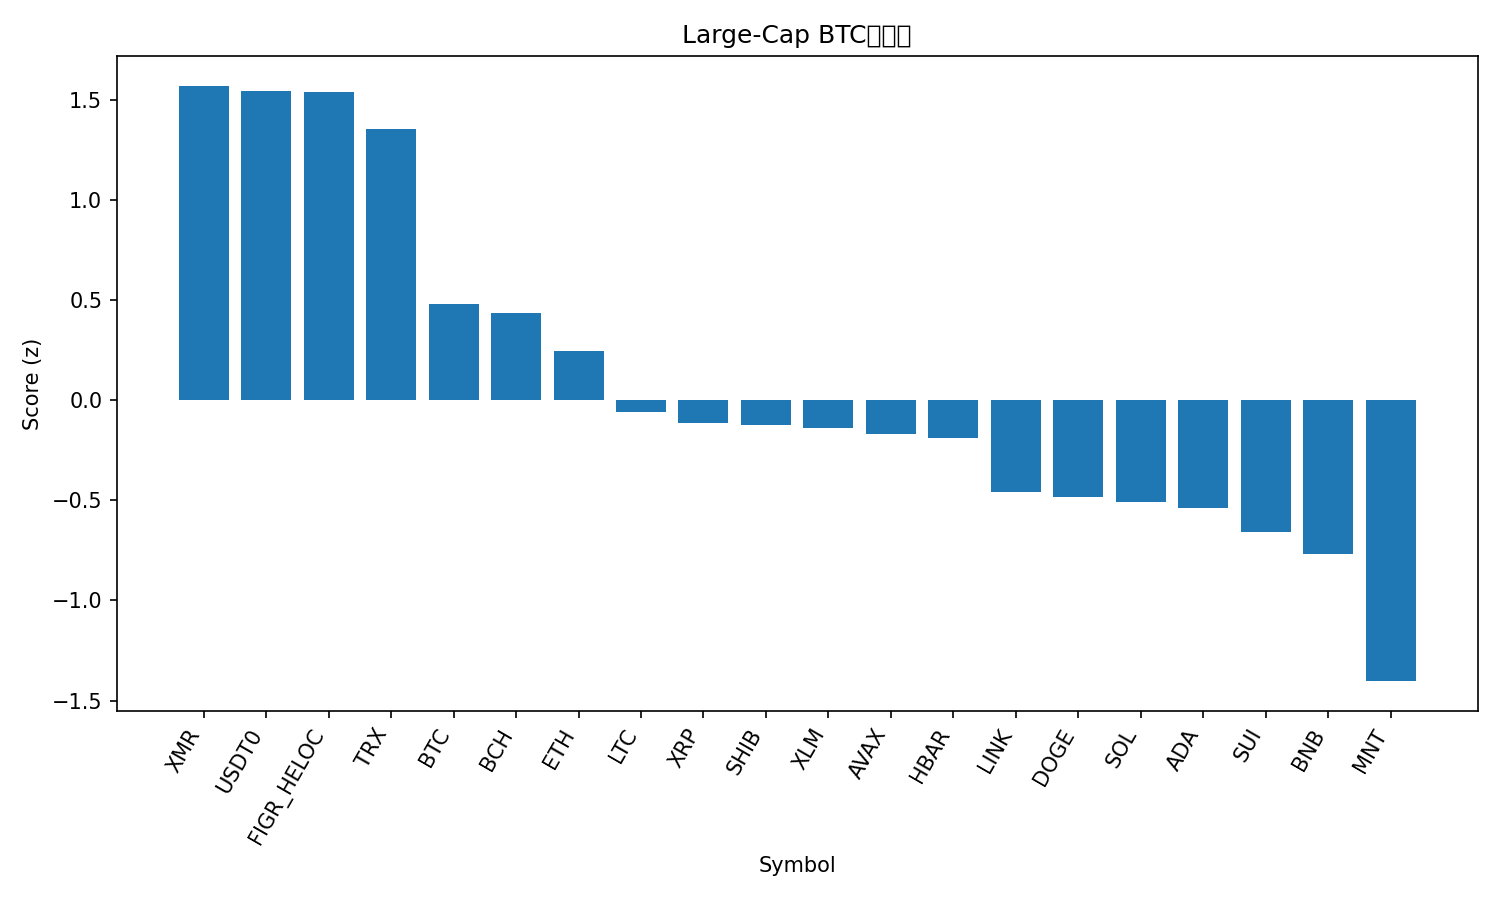 Large-Cap BTC
1.5
1.0
0.5
0.0
−0.5
−1.0
−1.5
Score (z)
XMR
USDT0
FIGR_HELOC
TRX
BTC
BCH
ETH
LTC
XRP
SHIB
XLM
AVAX
HBAR
LINK
DOGE
SOL
ADA
SUI
BNB
MNT
Symbol